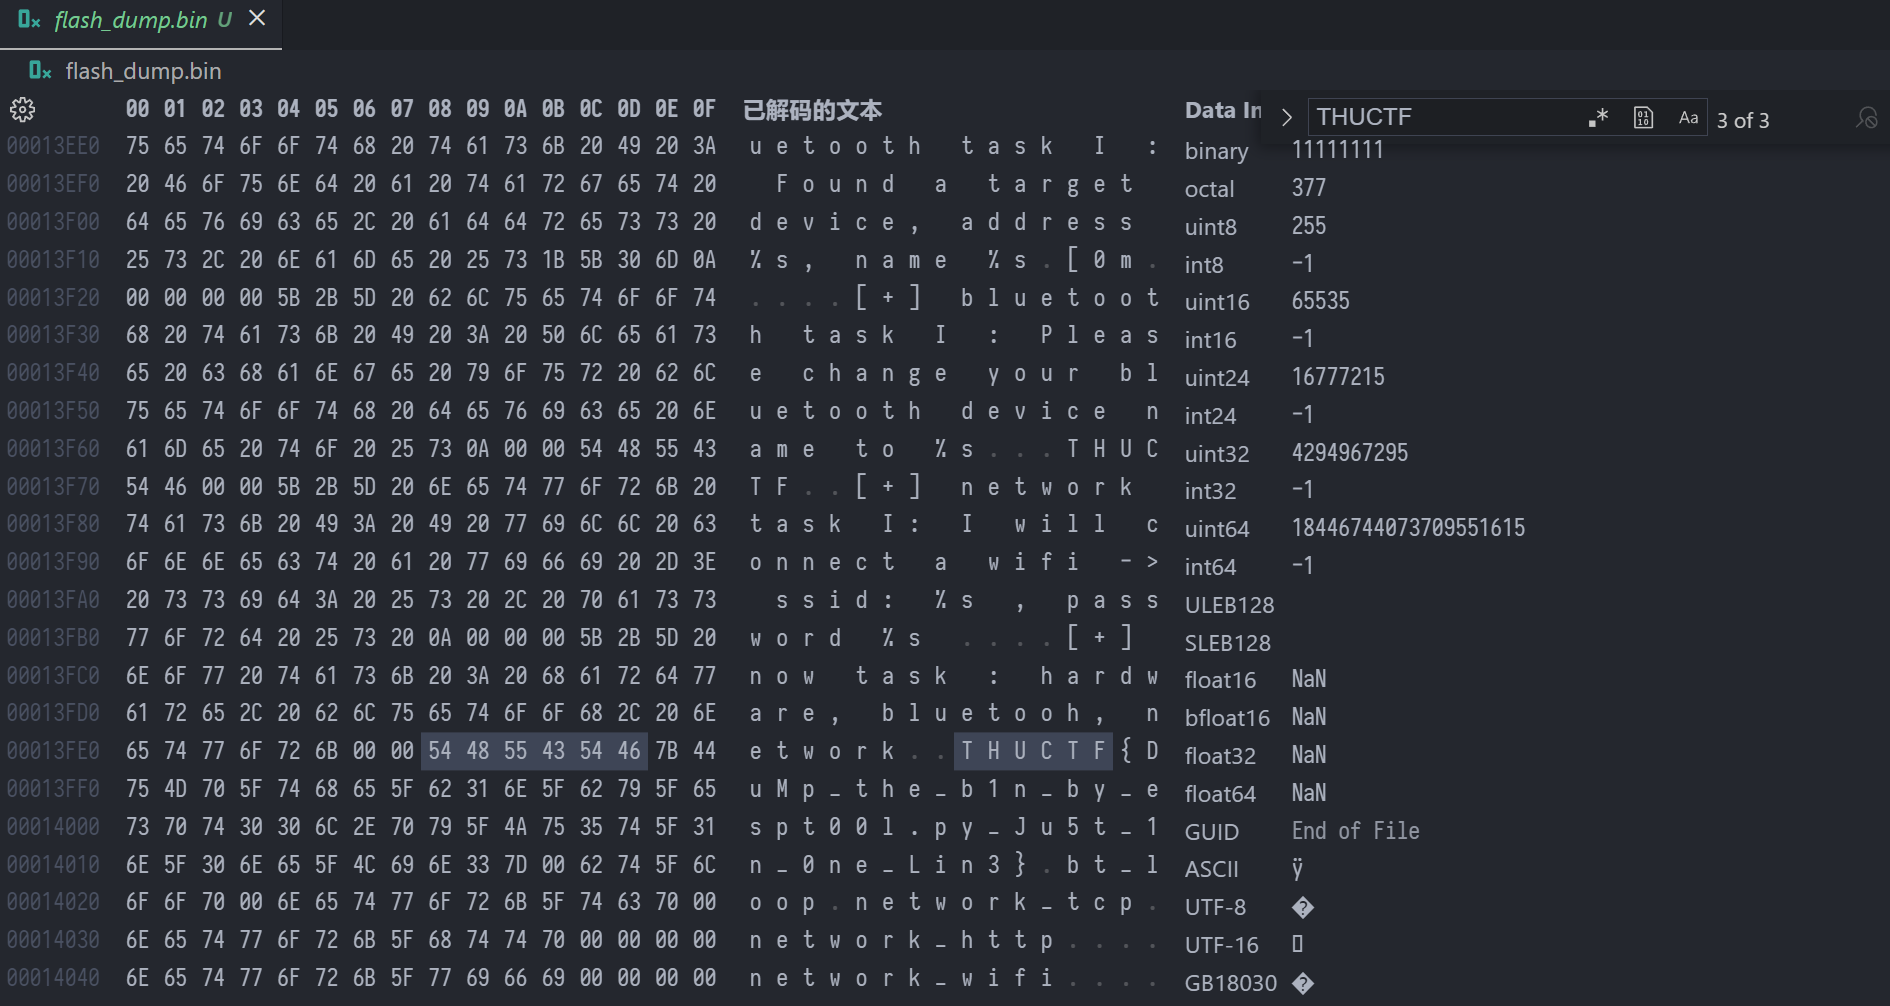 flash_dump.bin U
flash_dump.bin
THUCTF
3 of 3
00 01 02 03 04 05 06 07 08 09 0A 0B 0C 0D 0E 0F 已解码的文本 Data In
00013EE0 75 65 74 6F 6F 74 68 20 74 61 73 6B 20 49 20 3A uetooth task I : binary 11111111
00013EF0 20 46 6F 75 6E 64 20 61 20 74 61 72 67 65 74 20 Found a target octal 377
00013F00 64 65 76 69 63 65 2C 20 61 64 64 72 65 73 73 20 device, address uint8 255
00013F10 25 73 2C 20 6E 61 6D 65 20 25 73 1B 5B 30 6D 0A %s, name %s.[0m. int8 -1
00013F20 00 00 00 00 5B 2B 5D 20 62 6C 75 65 74 6F 6F 74 ....[+] bluetoot uint16 65535
00013F30 68 20 74 61 73 6B 20 49 20 3A 20 50 6C 65 61 73 h task I : Pleas int16 -1
00013F40 65 20 63 68 61 6E 67 65 20 79 6F 75 72 20 62 6C e change your bl uint24 16777215
00013F50 75 65 74 6F 6F 74 68 20 64 65 76 69 63 65 20 6E uetooth device n int24 -1
00013F60 61 6D 65 20 74 6F 20 25 73 0A 00 00 54 48 55 43 ame to %s...THUC uint32 4294967295
00013F70 54 46 00 00 5B 2B 5D 20 6E 65 74 77 6F 72 6B 20 TF..[+] network int32 -1
00013F80 74 61 73 6B 20 49 3A 20 49 20 77 69 6C 6C 20 63 task I: I will c uint64 18446744073709551615
00013F90 6F 6E 6E 65 63 74 20 61 20 77 69 66 69 20 2D 3E onnect a wifi -> int64 -1
00013FA0 20 73 73 69 64 3A 20 25 73 20 2C 20 70 61 73 73 ssid: %s , pass ULEB128
00013FB0 77 6F 72 64 20 25 73 20 0A 00 00 00 5B 2B 5D 20 word %s ....[+] SLEB128
00013FC0 6E 6F 77 20 74 61 73 6B 20 3A 20 68 61 72 64 77 now task : hardw float16 NaN
00013FD0 61 72 65 2C 20 62 6C 75 65 74 6F 6F 68 2C 20 6E are, bluetooh, n bfloat16 NaN
00013FE0 65 74 77 6F 72 6B 00 00 54 48 55 43 54 46 7B 44 etwork..THUCTF{D float32 NaN
00013FF0 75 4D 70 5F 74 68 65 5F 62 31 6E 5F 62 79 5F 65 uMp_the_b1n_by_e float64 NaN
00014000 73 70 74 30 30 6C 2E 70 79 5F 4A 75 35 74 5F 31 spt00l.py_Ju5t_1 GUID End of File
00014010 6E 5F 30 6E 65 5F 4C 69 6E 33 7D 00 62 74 5F 6C n_0ne_Lin3}.bt_l ASCII ÿ
00014020 6F 6F 70 00 6E 65 74 77 6F 72 6B 5F 74 63 70 00 oop.network_tcp. UTF-8 �
00014030 6E 65 74 77 6F 72 6B 5F 68 74 74 70 00 00 00 00 network_http.... UTF-16 
00014040 6E 65 74 77 6F 72 6B 5F 77 69 66 69 00 00 00 00 network_wifi.... GB18030 �